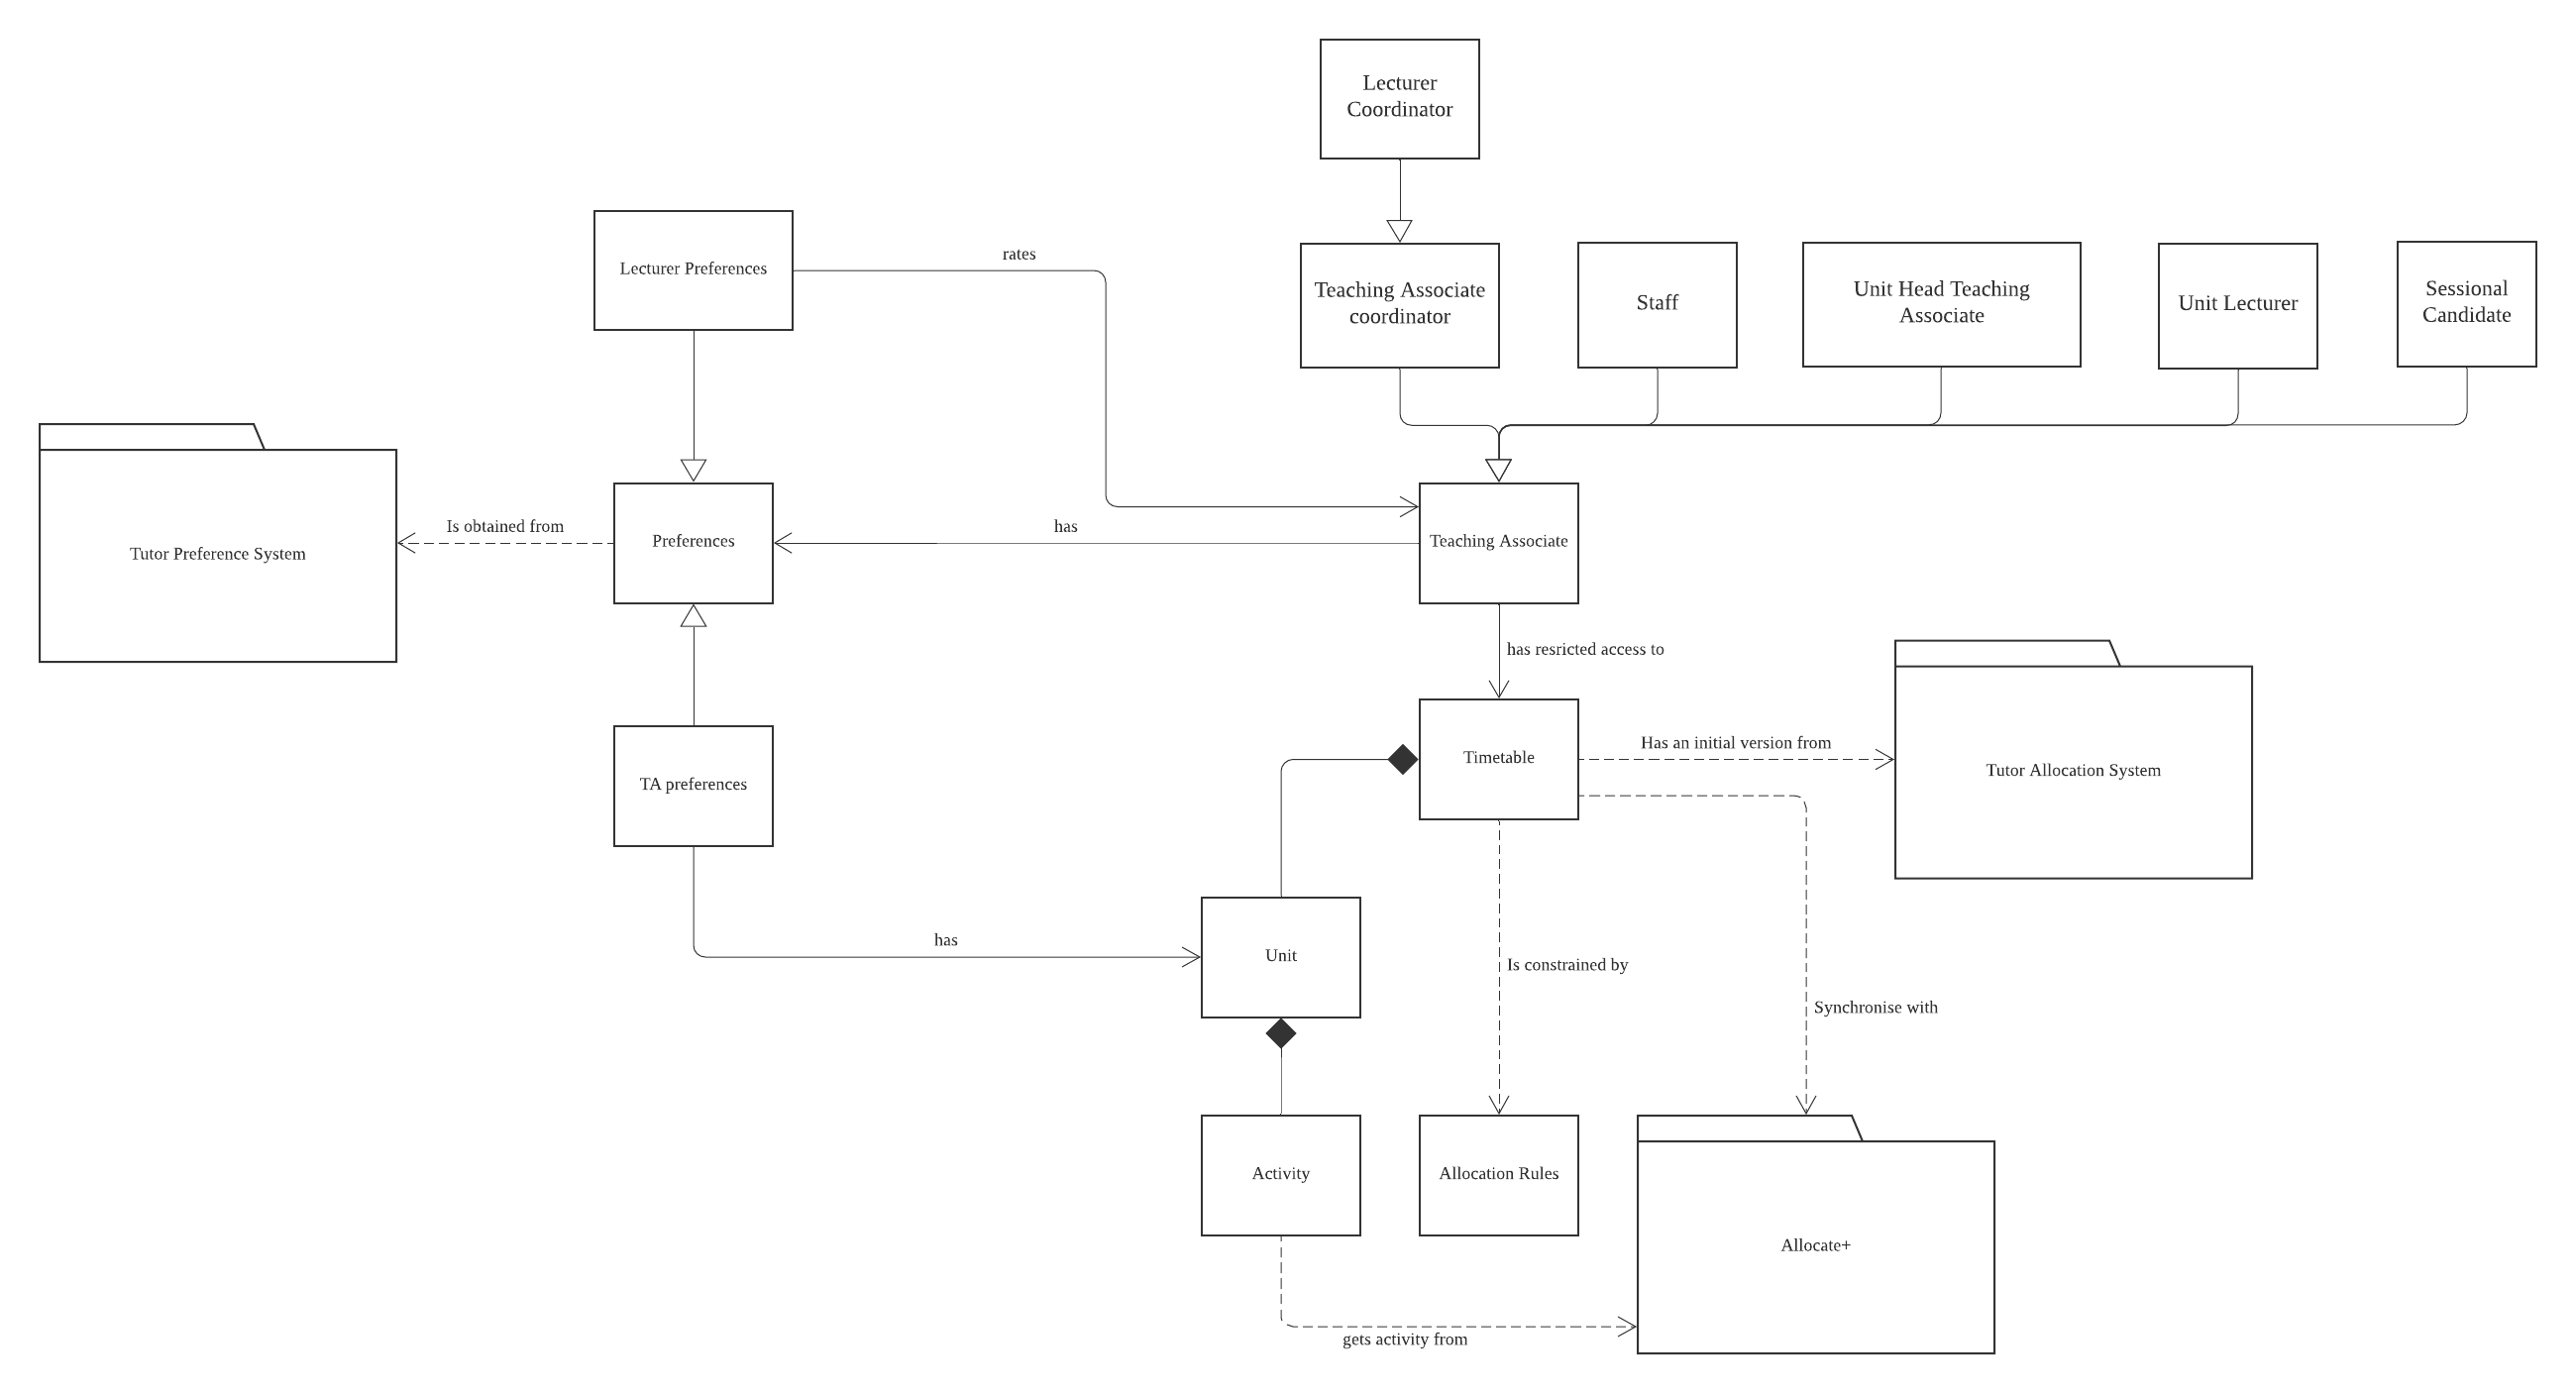 Lecturer
Coordinator
Lecturer Preferences
rates
Teaching Associate
coordinator
Staff
Unit Head Teaching
Associate
Unit Lecturer
Sessional
Candidate
Tutor Preference System
Is obtained from
Preferences
has
Teaching Associate
has resricted access to
TA preferences
Timetable
Has an initial version from
Tutor Allocation System
has
Unit
Is constrained by
Synchronise with
Activity
Allocation Rules
Allocate+
gets activity from